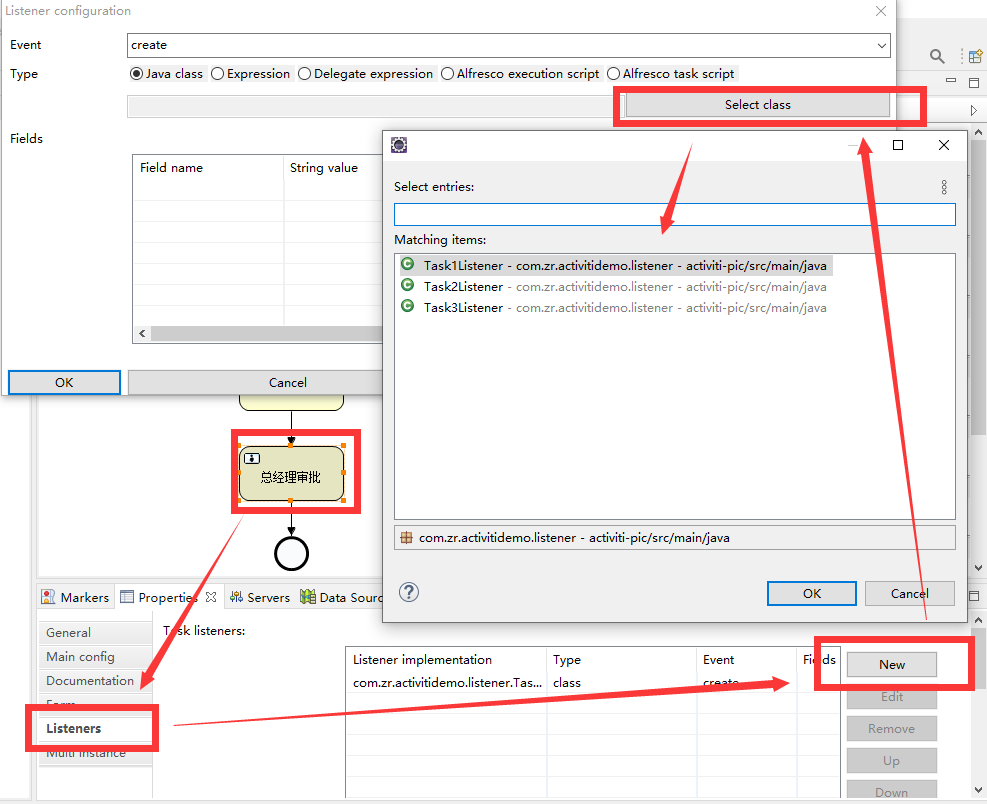 Listener configuration
Event
create
Type
Java class
Expression
Delegate expression
Alfresco execution script
Alfresco task script
Select class
Fields
Field name
String value
OK
Cancel
Select entries:
Matching items:
Task1Listener - com.zr.activitidemo.listener - activiti-pic/src/main/java
Task2Listener - com.zr.activitidemo.listener - activiti-pic/src/main/java
Task3Listener - com.zr.activitidemo.listener - activiti-pic/src/main/java
com.zr.activitidemo.listener - activiti-pic/src/main/java
OK
Cancel
总经理审批
Markers
Properties
Servers
Data Sourc
General
Main config
Documentation
Form
Listeners
Multi instance
Task listeners:
Listener implementation
Type
Event
Fields
com.zr.activitidemo.listener.Tas...
class
create
New
Edit
Remove
Up
Down